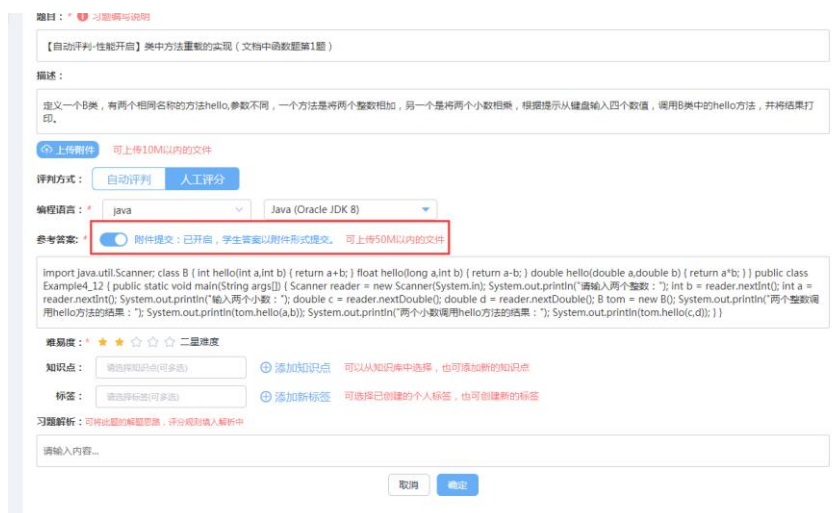 题目：* 习题编写说明
【自动评判-性能开启】类中方法重载的实现（文档中函数题第1题）
描述：
定义一个B类，有两个相同名称的方法hello,参数不同，一个方法是将两个整数相加，另一个是将两个小数相乘，根据提示从键盘输入四个数值，调用B类中的hello方法，并将结果打
印。
上传附件 可上传10M以内的文件
评判方式： 自动评判 人工评分
编程语言：* java Java (Oracle JDK 8)
参考答案：* 附件提交：已开启，学生答案以附件形式提交。 可上传50M以内的文件
import java.util.Scanner; class B { int hello(int a,int b) { return a+b; } float hello(long a,int b) { return a-b; } double hello(double a,double b) { return a*b; } } public class
Example4_12 { public static void main(String args[]) { Scanner reader = new Scanner(System.in); System.out.println("请输入两个整数："); int b = reader.nextInt(); int a =
reader.nextInt(); System.out.println("输入两个小数："); double c = reader.nextDouble(); double d = reader.nextDouble(); B tom = new B(); System.out.println("两个整数调
用hello方法的结果："); System.out.println(tom.hello(a,b)); System.out.println("两个小数调用hello方法的结果："); System.out.println(tom.hello(c,d)); } }
难易度：* 二星难度
知识点： 请选择知识点(可多选) 添加知识点 可以从知识库中选择，也可添加新的知识点
标签： 请选择标签(可多选) 添加新标签 可选择已创建的个人标签，也可创建新的标签
习题解析：可将此题的解题思路，评分规则填入解析中
请输入内容...
取消 确定